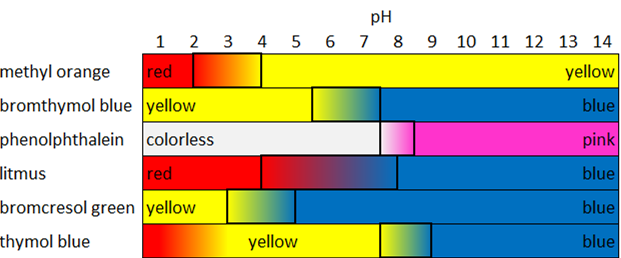 pH
1 2 3 4 5 6 7 8 9 10 11 12 13 14
methyl orange red yellow
bromthymol blue yellow blue
phenolphthalein colorless pink
litmus red blue
bromcresol green yellow blue
thymol blue yellow blue